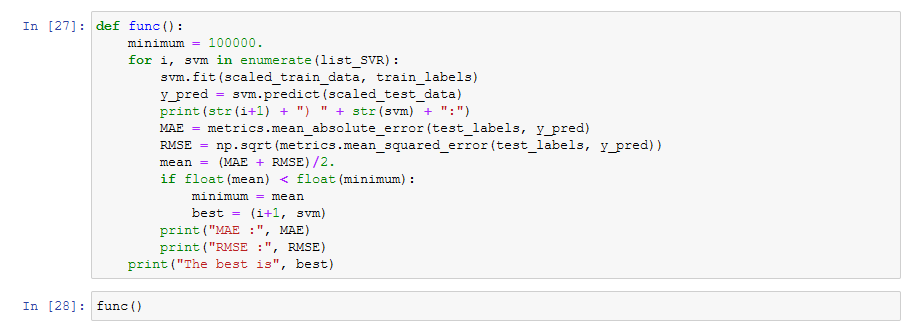 In [27]: def func():
    minimum = 100000.
    for i, svm in enumerate(list_SVR):
        svm.fit(scaled_train_data, train_labels)
        y_pred = svm.predict(scaled_test_data)
        print(str(i+1) + ") " + str(svm) + ":")
        MAE = metrics.mean_absolute_error(test_labels, y_pred)
        RMSE = np.sqrt(metrics.mean_squared_error(test_labels, y_pred))
        mean = (MAE + RMSE)/2.
        if float(mean) < float(minimum):
            minimum = mean
            best = (i+1, svm)
        print("MAE :", MAE)
        print("RMSE :", RMSE)
    print("The best is", best)
In [28]: func()